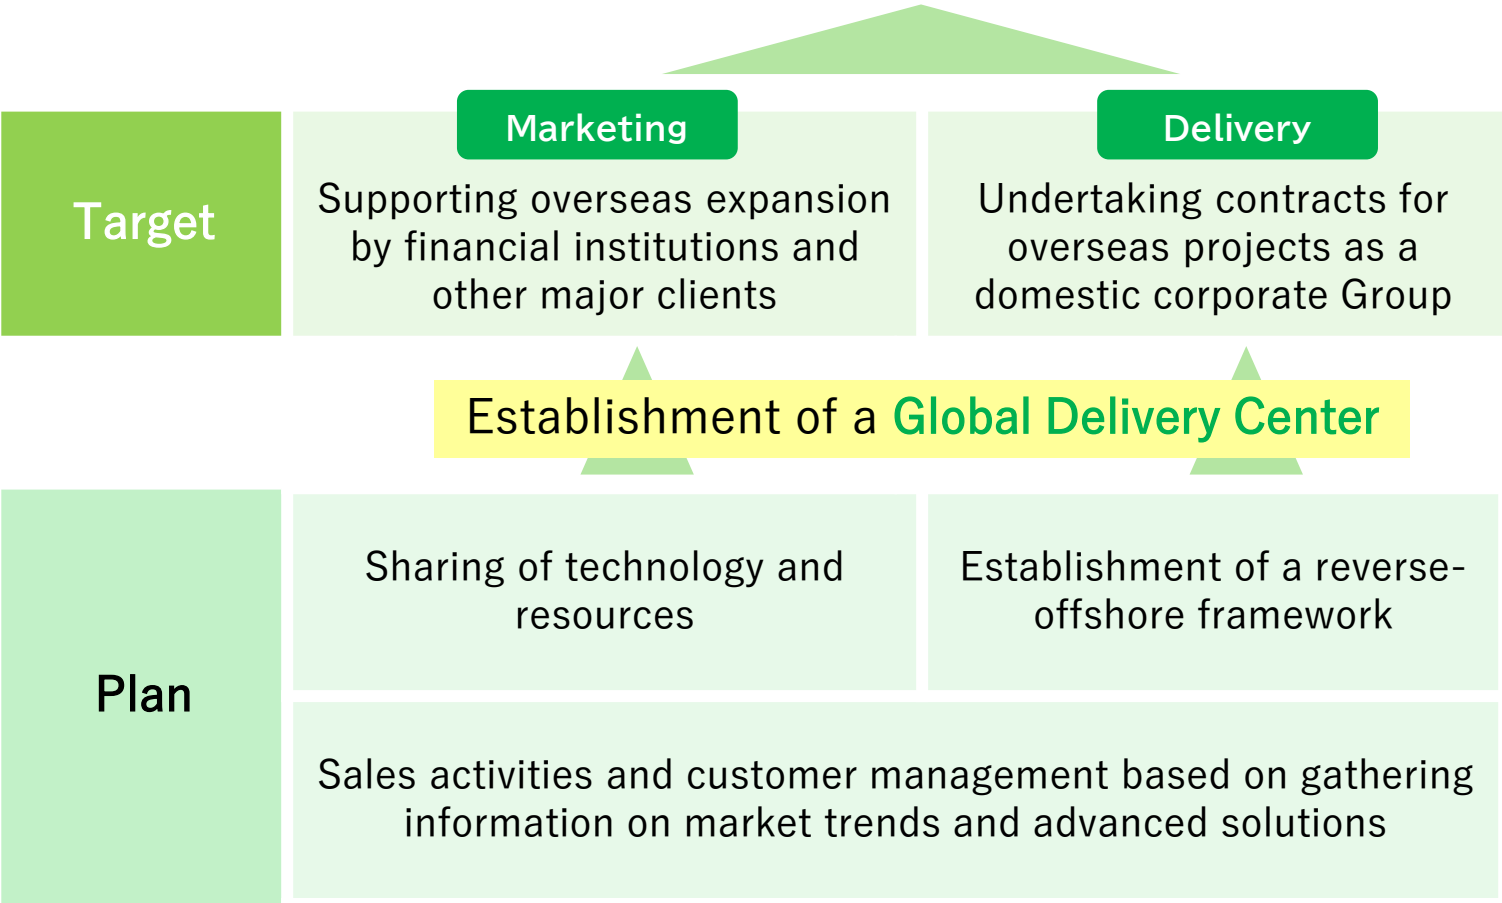 Marketing
Delivery
Target
Supporting overseas expansion
by financial institutions and
other major clients
Undertaking contracts for
overseas projects as a
domestic corporate Group
Establishment of a Global Delivery Center
Plan
Sharing of technology and
resources
Establishment of a reverse-
offshore framework
Sales activities and customer management based on gathering
information on market trends and advanced solutions